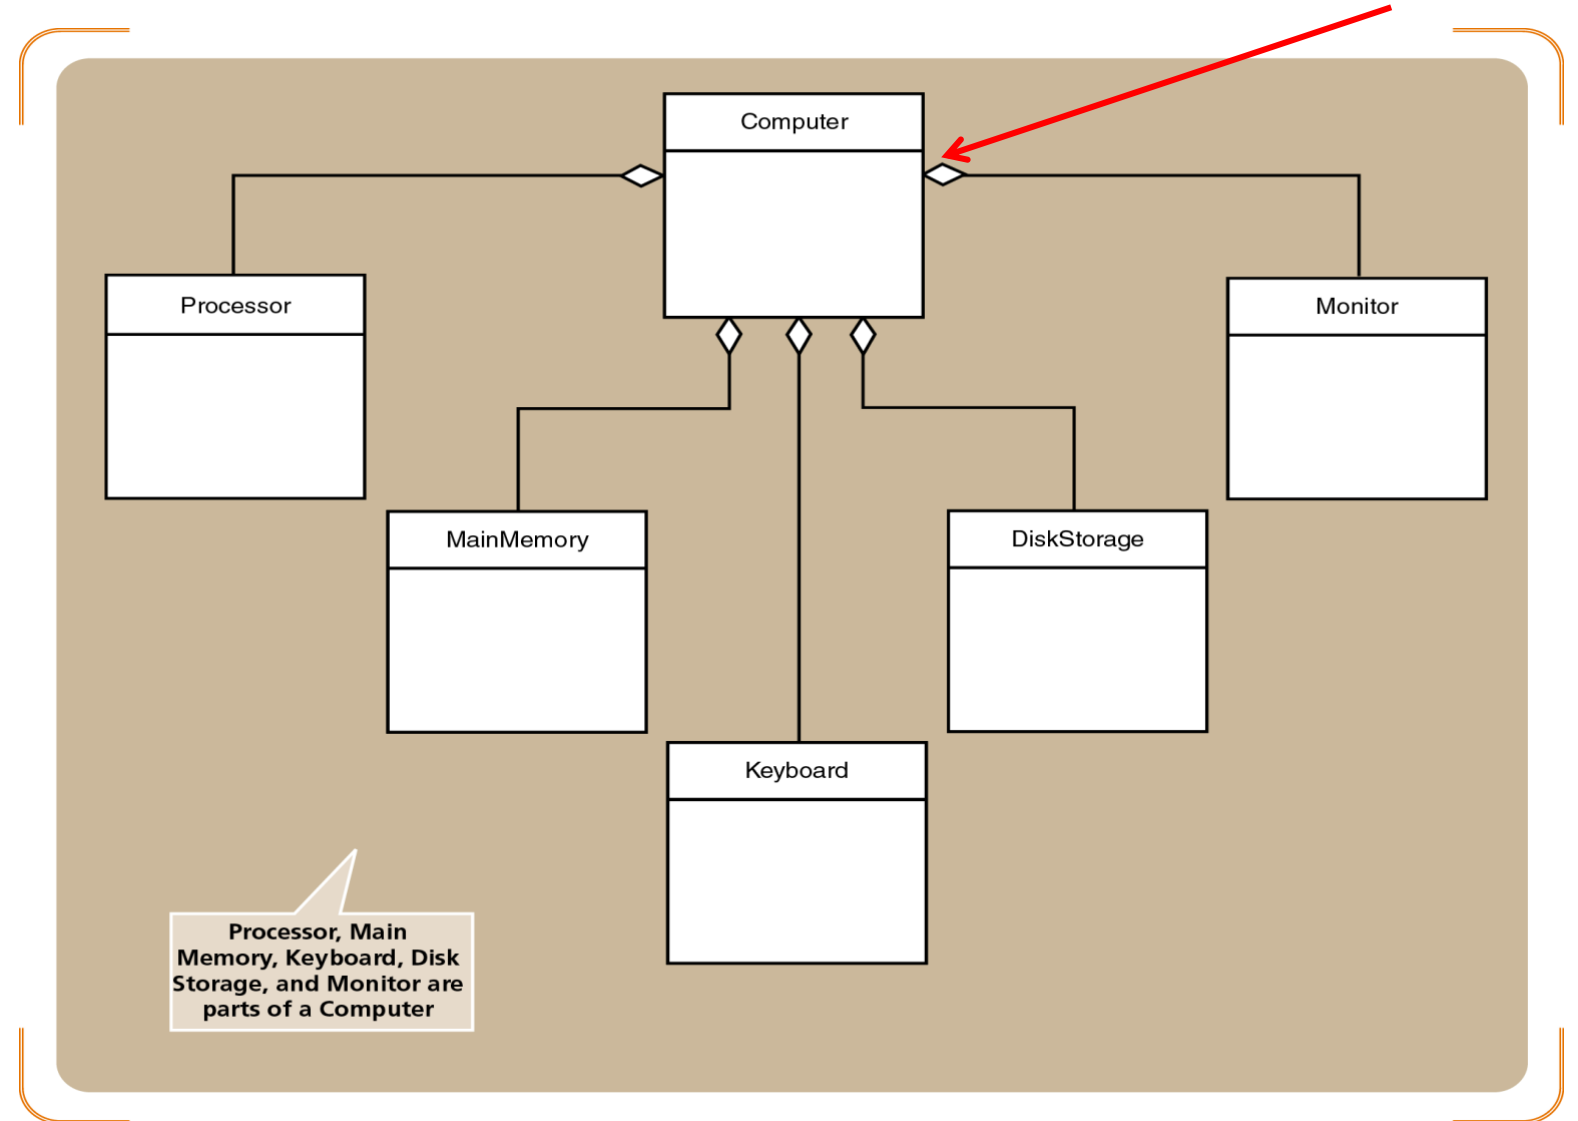 Computer
Processor
Monitor
MainMemory
DiskStorage
Keyboard
Processor, Main
Memory, Keyboard, Disk
Storage, and Monitor are
parts of a Computer